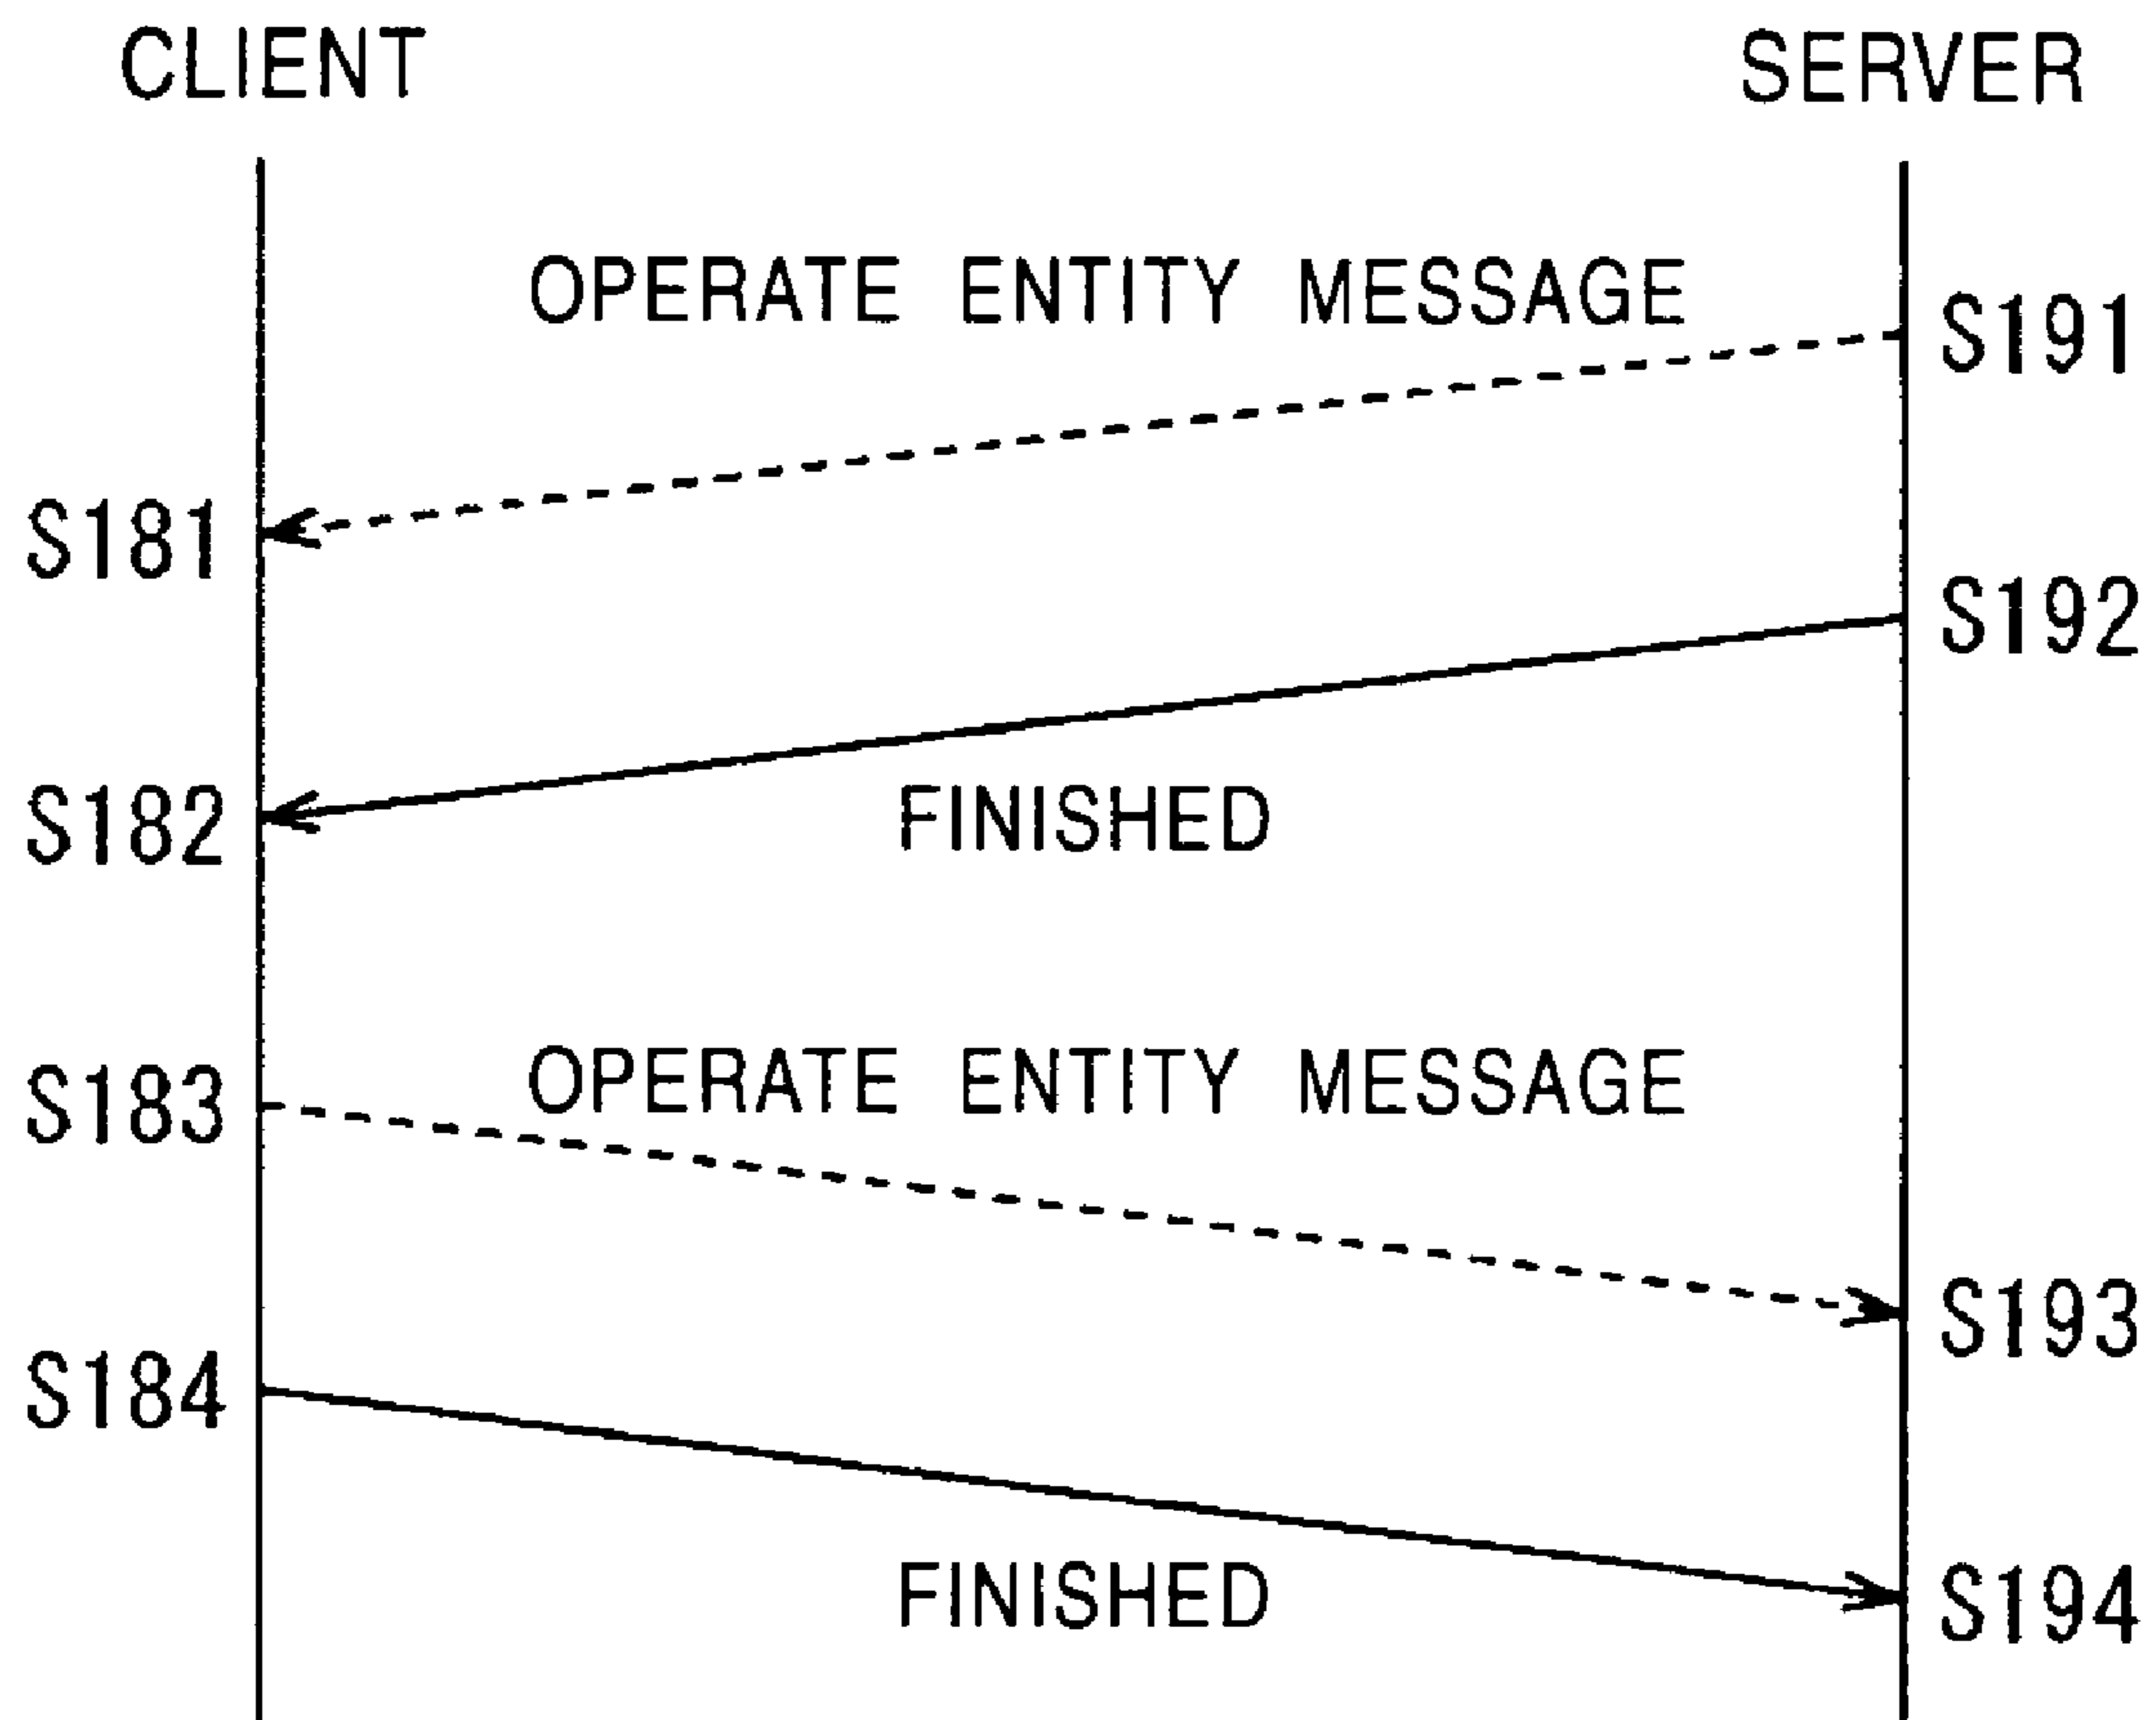 CLIENT
SERVER
OPERATE ENTITY MESSAGE
S191
S181
S192
S182
FINISHED
S183
OPERATE ENTITY MESSAGE
S193
S184
FINISHED
S194